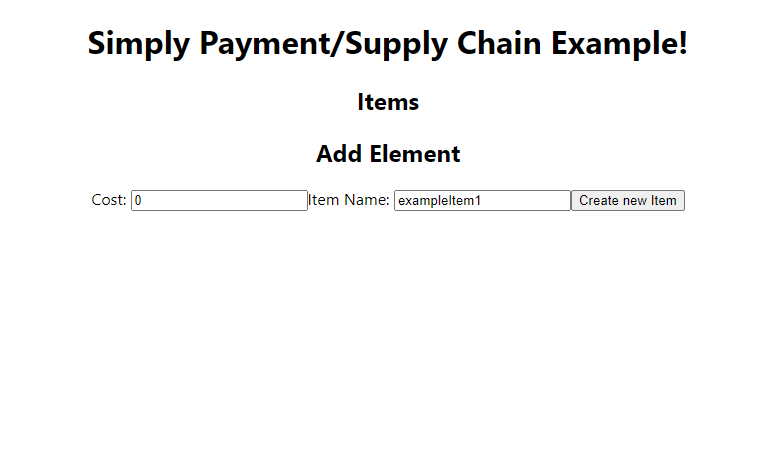 Simply Payment/Supply Chain Example!
Items
Add Element
Cost: 0 Item Name: exampleItem1 Create new Item